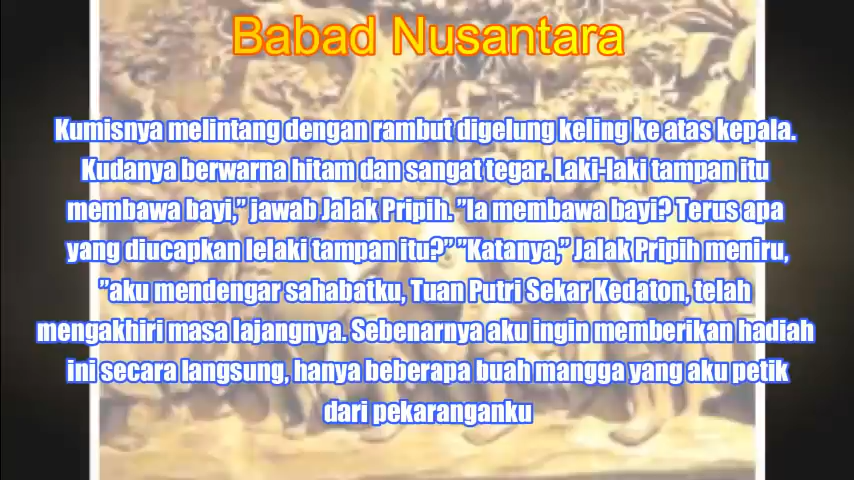 Babad Nusantara
Kumisnya melintang dengan rambut digelung keling ke atas kepala.
Kudanya berwarna hitam dan sangat tegar. Laki-laki tampan itu
membawa bayi,” jawab Jalak Pripih. ”Ia membawa bayi? Terus apa
yang diucapkan lelaki tampan itu?” ”Katanya,” Jalak Pripih meniru,
”aku mendengar sahabatku, Tuan Putri Sekar Kedaton, telah
mengakhiri masa lajangnya. Sebenarnya aku ingin memberikan hadiah
ini secara langsung, hanya beberapa buah mangga yang aku petik
dari pekaranganku